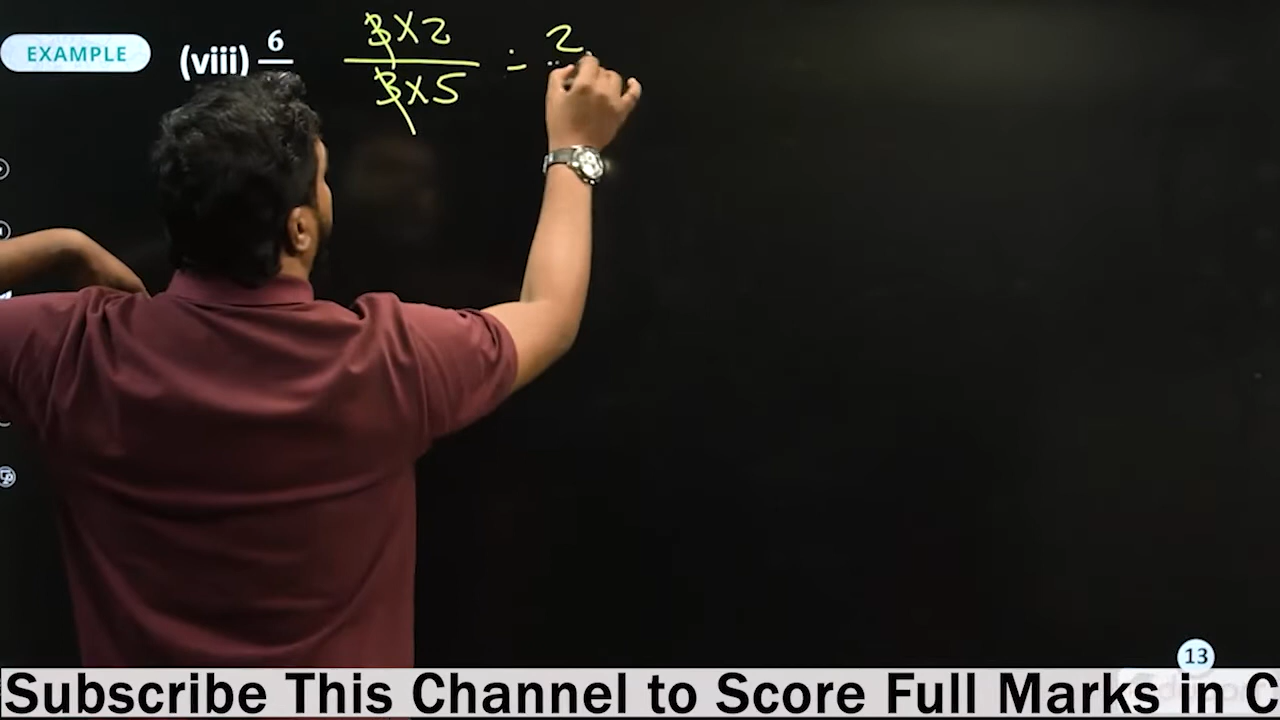 EXAMPLE
(viii) 6
3×2 = 2
3×5
13
Subscribe This Channel to Score Full Marks in C